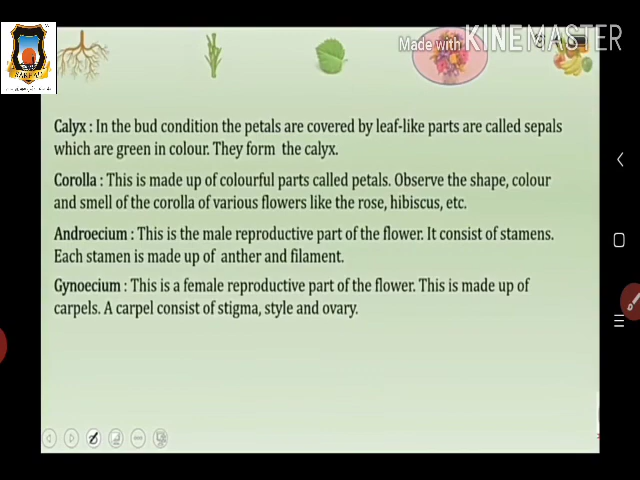 Made with KINEMASTER
Calyx : In the bud condition the petals are covered by leaf-like parts are called sepals
which are green in colour. They form the calyx.
Corolla : This is made up of colourful parts called petals. Observe the shape, colour
and smell of the corolla of various flowers like the rose, hibiscus, etc.
Androecium : This is the male reproductive part of the flower. It consist of stamens.
Each stamen is made up of anther and filament.
Gynoecium : This is a female reproductive part of the flower. This is made up of
carpels. A carpel consist of stigma, style and ovary.